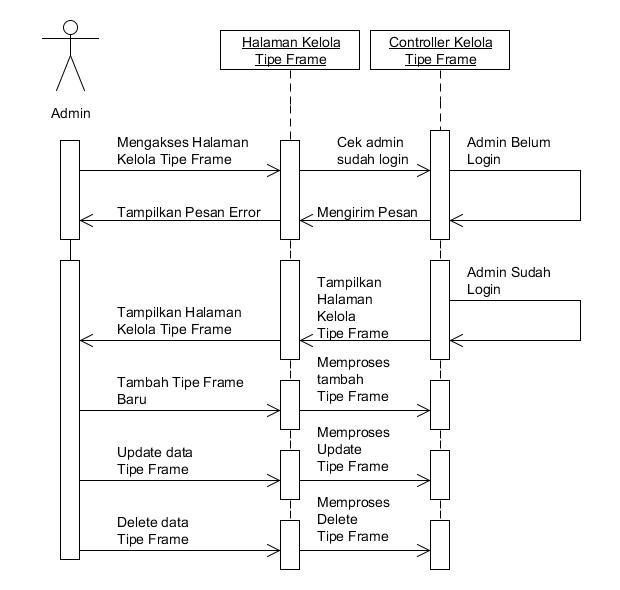 Halaman Kelola
Tipe Frame
Controller Kelola
Tipe Frame
Admin
Mengakses Halaman
Kelola Tipe Frame
Cek admin
sudah login
Admin Belum
Login
Tampilkan Pesan Error
Mengirim Pesan
Admin Sudah
Login
Tampilkan
Halaman
Kelola
Tipe Frame
Tampilkan Halaman
Kelola Tipe Frame
Memproses
tambah
Tipe Frame
Tambah Tipe Frame
Baru
Memproses
Update
Tipe Frame
Update data
Tipe Frame
Memproses
Delete
Tipe Frame
Delete data
Tipe Frame